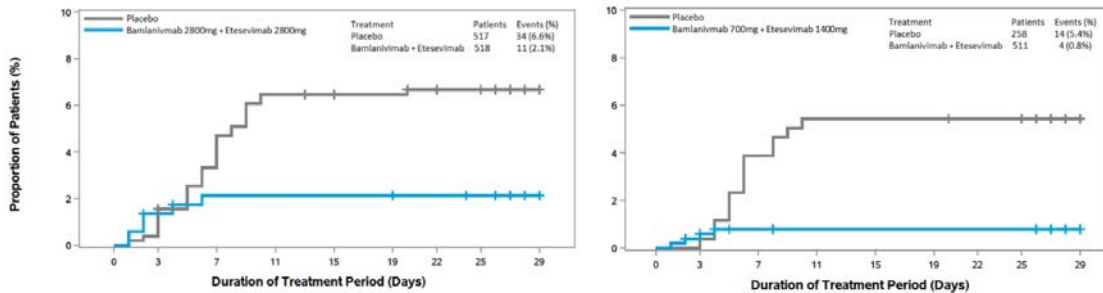 10
Placebo
Bamlanivmab 2800mg + Etesevimab 2800mg
Treatment Patients Events (%)
Placebo 517 34 (6.6%)
Bamlanivimab + Etesevimab 518 11 (2.1%)
8
6
4
2
0
Proportion of Patients (%)
0 3 7 11 15 19 22 25 29
Duration of Treatment Period (Days)
10
Placebo
Bamlanivmab 700mg + Etesevimab 1400mg
Treatment Patients Events (%)
Placebo 258 14 (5.4%)
Bamlanivimab + Etesevimab 511 4 (0.8%)
8
6
4
2
0
0 3 7 11 15 19 22 25 29
Duration of Treatment Period (Days)